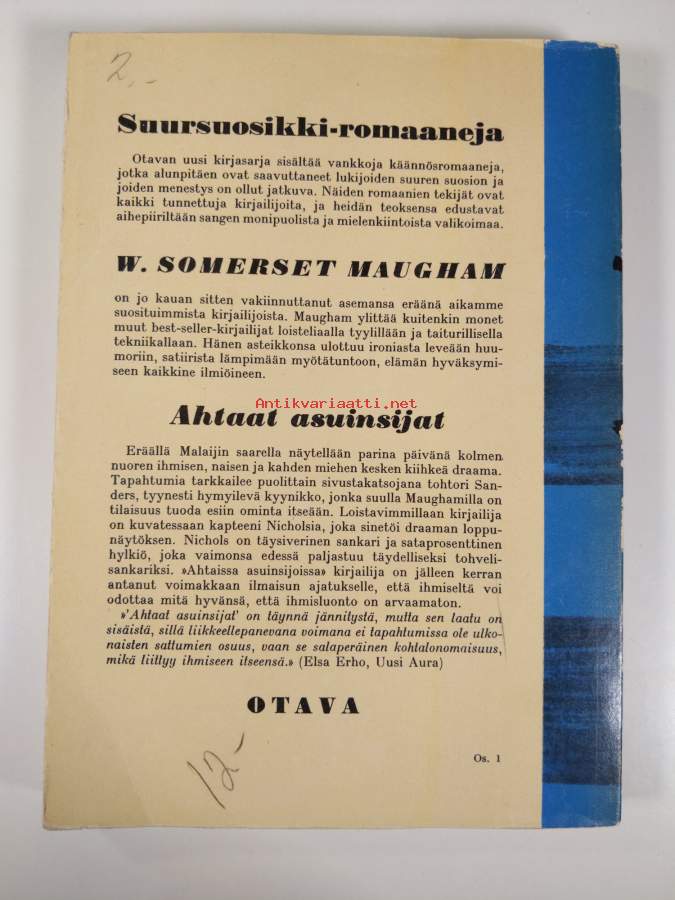 2,-
Suursuosikki-romaaneja
Otavan uusi kirjasarja sisältää vankkoja käännösromaaneja,
jotka alunpitäen ovat saavuttaneet lukijoiden suuren suosion ja
joiden menestys on ollut jatkuva. Näiden romaanien tekijät ovat
kaikki tunnettuja kirjailijoita, ja heidän teoksensa edustavat
aihepiiriltään sangen monipuolista ja mielenkiintoista valikoimaa.
W. SOMERSET MAUGHAM
on jo kauan sitten vakiinnuttanut asemansa eräänä aikamme
suosituimmista kirjailijoista. Maugham ylittää kuitenkin monet
muut best-seller-kirjailijat loisteliaalla tyylillään ja taiturillisella
tekniikallaan. Hänen asteikkonsa ulottuu ironiasta leveään huu-
moriin, satiirista lämpimään myötätuntoon, elämän hyväksymi-
seen kaikkine ilmiöineen.
Antikvariaatti.net
Ahtaat asuinsijat
Eräällä Malaijin saarella näytellään parina päivänä kolmen
nuoren ihmisen, naisen ja kahden miehen kesken kiihkeä draama.
Tapahtumia tarkkailee puolittain sivustakatsojana tohtori San-
ders, tyynesti hymyilevä kyynikko, jonka suulla Maughamilla on
tilaisuus tuoda esiin ominta itseään. Loistavimmillaan kirjailija
on kuvatessaan kapteeni Nicholsia, joka sinetöi draaman loppu-
näytöksen. Nichols on täysiverinen sankari ja sataprosenttinen
hylkiö, joka vaimonsa edessä paljastuu täydelliseksi tohveli-
sankariksi. »Ahtaissa asuinsijoissa» kirjailija on jälleen kerran
antanut voimakkaan ilmaisun ajatukselle, että ihmiseltä voi
odottaa mitä hyvänsä, että ihmisluonto on arvaamaton.
»'Ahtaat asuinsijat' on täynnä jännitystä, mutta sen laatu on
sisäistä, sillä liikkeellepanevana voimana ei tapahtumissa ole ulko-
naisten sattumien osuus, vaan se salaperäinen kohtalonomaisuus,
mikä liittyy ihmiseen itseensä.» (Elsa Erho, Uusi Aura)
OTAVA
12,-
Os. 1